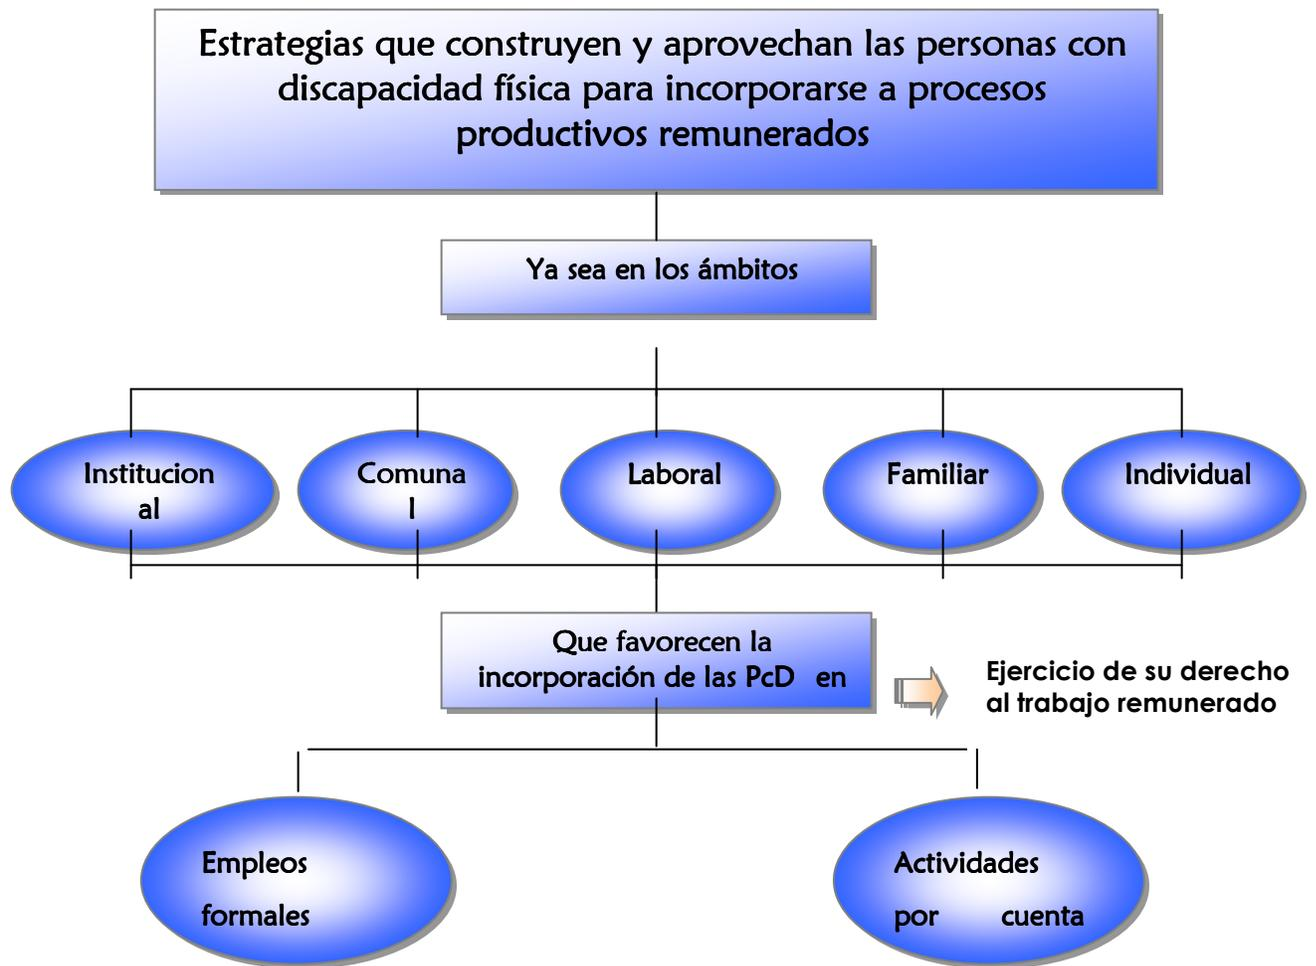 Estrategias que construyen y aprovechan las personas con
discapacidad física para incorporarse a procesos
productivos remunerados
Ya sea en los ámbitos
Institucion
al
Comuna
l
Laboral
Familiar
Individual
Que favorecen la
incorporación de las PcD en
Ejercicio de su derecho
al trabajo remunerado
Empleos
formales
Actividades
por cuenta